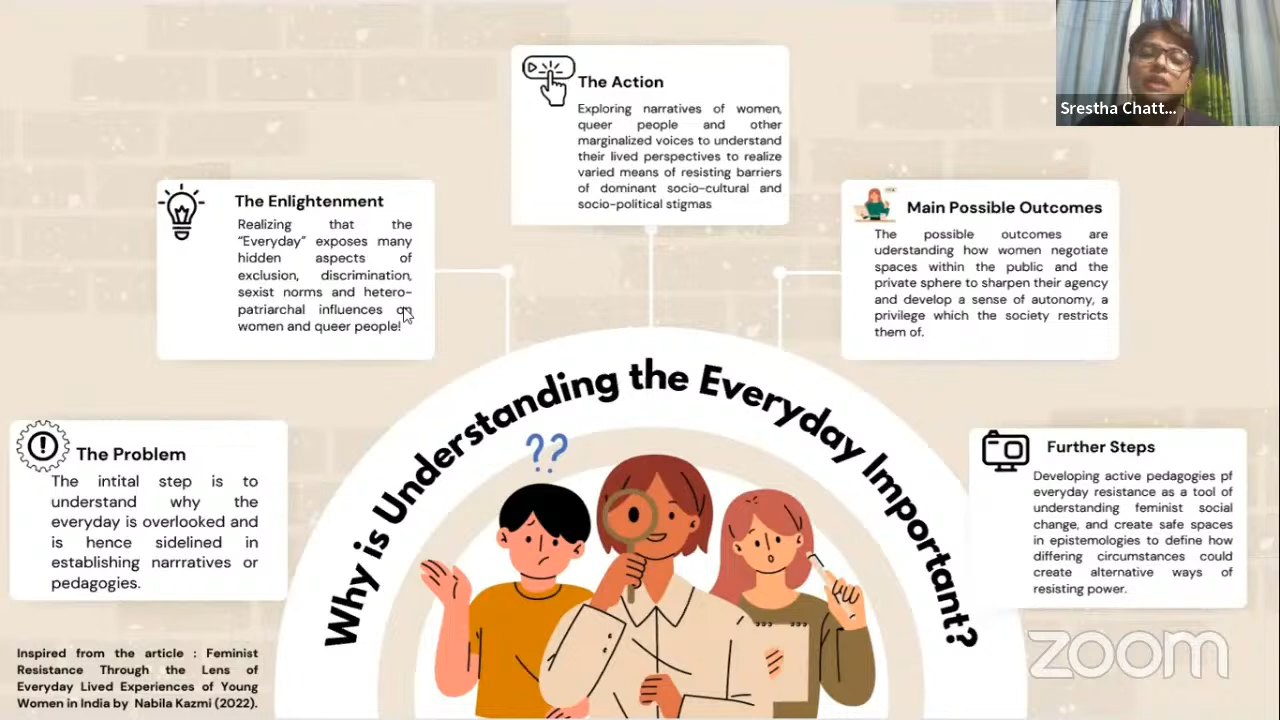 The Action
Exploring narratives of women,
queer people and other
marginalized voices to understand
their lived perspectives to realize
varied means of resisting barriers
of dominant socio-cultural and
socio-political stigmas
Srestha Chatt...
The Enlightenment
Realizing that the
“Everyday” exposes many
hidden aspects of
exclusion, discrimination,
sexist norms and hetero-
patriarchal influences on
women and queer people!
Main Possible Outcomes
The possible outcomes are
uderstanding how women negotiate
spaces within the public and the
private sphere to sharpen their agency
and develop a sense of autonomy, a
privilege which the society restricts
them of.
Why is Understanding the Everyday Important?
??
The Problem
The intital step is to
understand why the
everyday is overlooked and
is hence sidelined in
establishing narrratives or
pedagogies.
Further Steps
Developing active pedagogies pf
everyday resistance as a tool of
understanding feminist social
change, and create safe spaces
in epistemologies to define how
differing circumstances could
create alternative ways of
resisting power.
Inspired from the article : Feminist
Resistance Through the Lens of
Everyday Lived Experiences of Young
Women in India by Nabila Kazmi (2022).
zoom